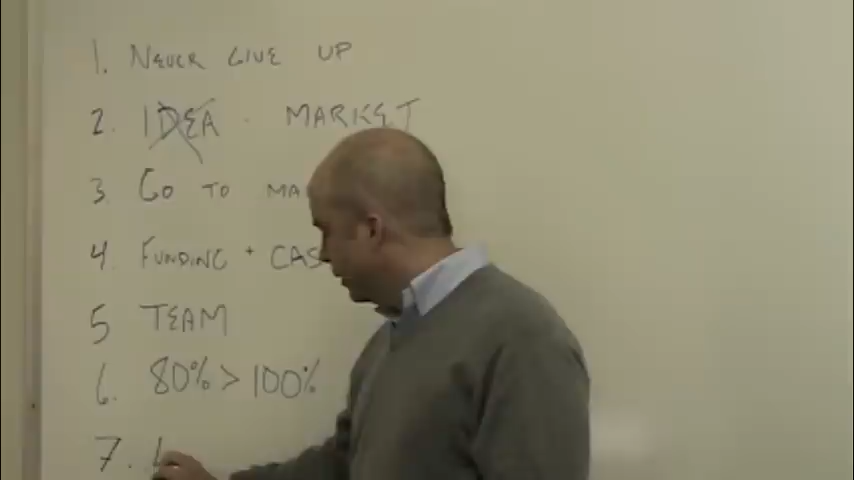 1. NEVER GIVE UP
2. IDEA . MARKET
3 GO TO MA
4. FUNDING + CAS
5 TEAM
6. 80% > 100%
7.